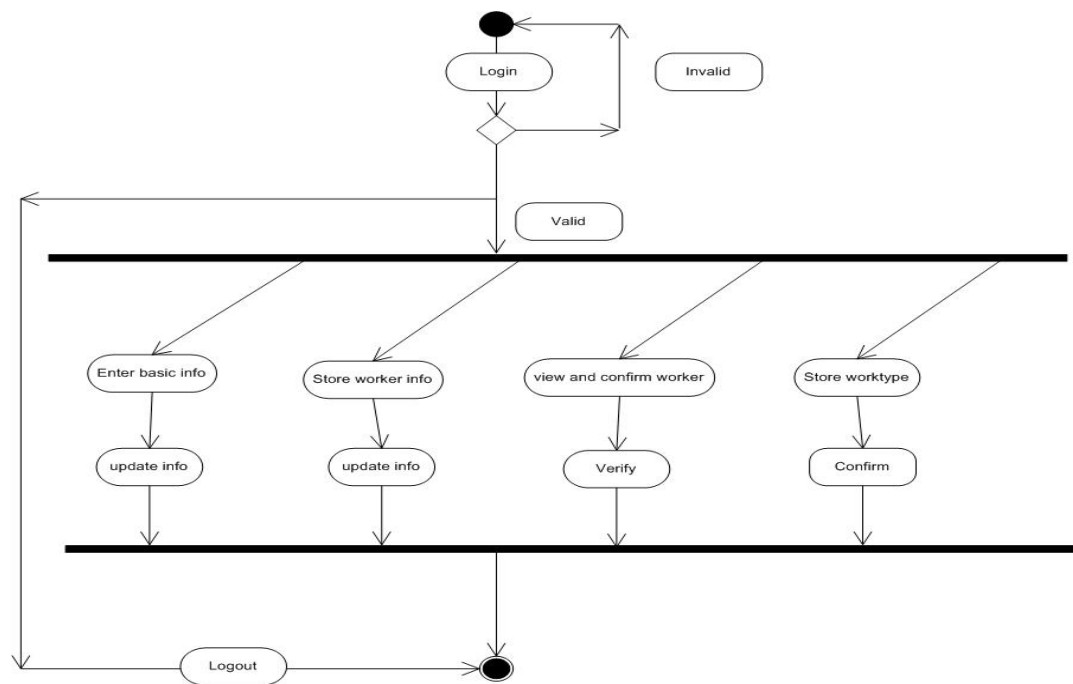 Login
Invalid
Valid
Enter basic info
Store worker info
view and confirm worker
Store worktype
update info
update info
Verify
Confirm
Logout